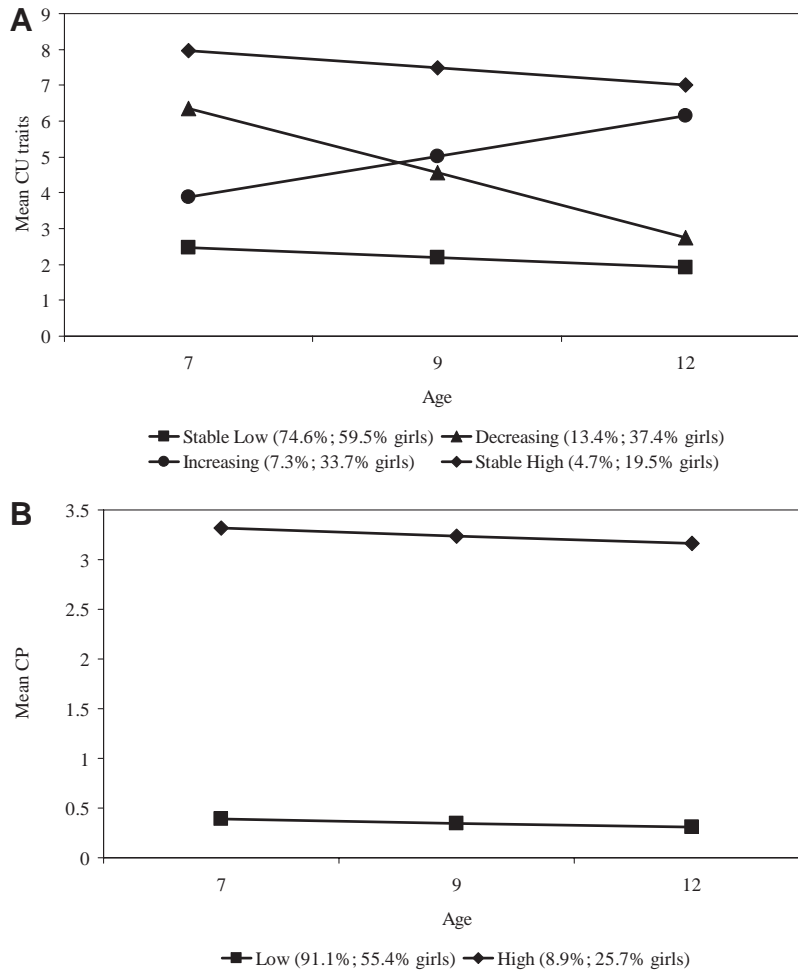 A
9
8
7
6
5
4
3
2
1
0
Mean CU traits
7 9 12
Age
Stable Low (74.6%; 59.5% girls) Decreasing (13.4%; 37.4% girls)
Increasing (7.3%; 33.7% girls) Stable High (4.7%; 19.5% girls)
B
3.5
3
2.5
2
1.5
1
0.5
0
Mean CP
7 9 12
Age
Low (91.1%; 55.4% girls) High (8.9%; 25.7% girls)